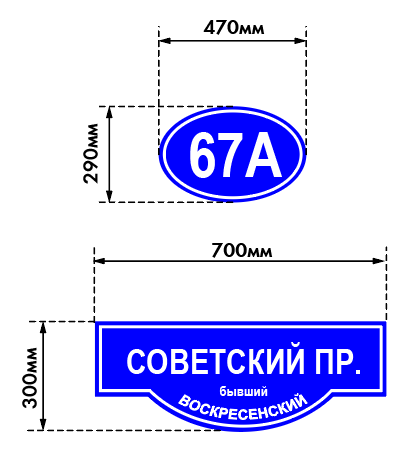 470мм
290мм
67А
700мм
300мм
СОВЕТСКИЙ ПР.
бывший
ВОСКРЕСЕНСКИЙ